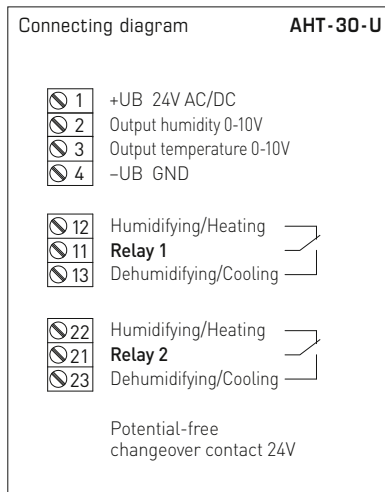 Connecting diagram AHT-30-U
1 +UB 24V AC/DC
2 Output humidity 0-10V
3 Output temperature 0-10V
4 –UB GND
12 Humidifying/Heating
11 Relay 1
13 Dehumidifying/Cooling
22 Humidifying/Heating
21 Relay 2
23 Dehumidifying/Cooling
Potential-free
changeover contact 24V